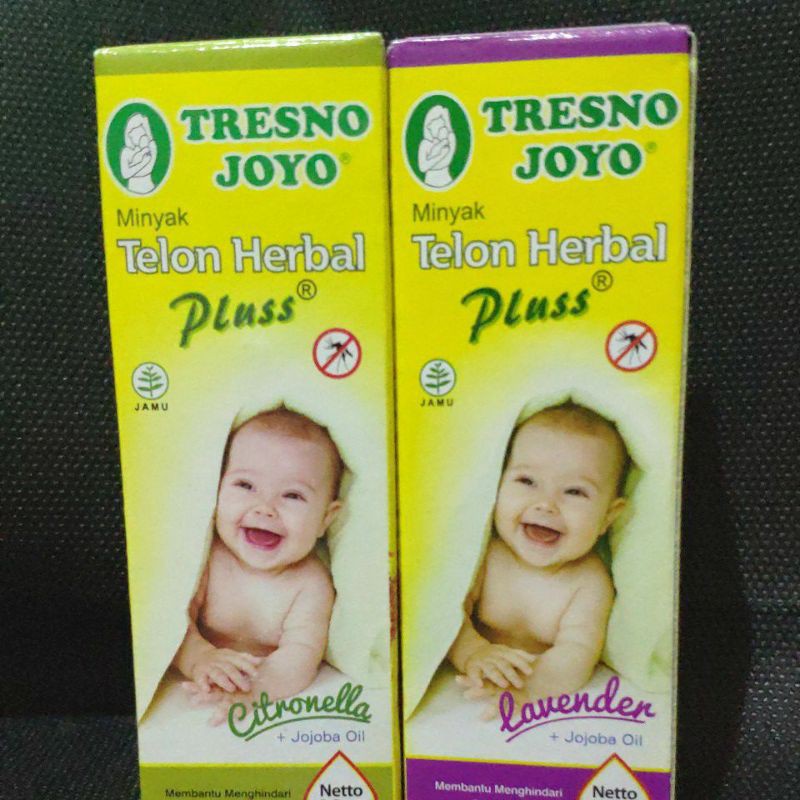 TRESNO
JOYO®
Minyak
Telon Herbal
Pluss®
JAMU
Citronella
+ Jojoba Oil
Membantu Menghindari
Netto
TRESNO
JOYO®
Minyak
Telon Herbal
Pluss®
JAMU
Lavender
+ Jojoba Oil
Membantu Menghindari
Netto